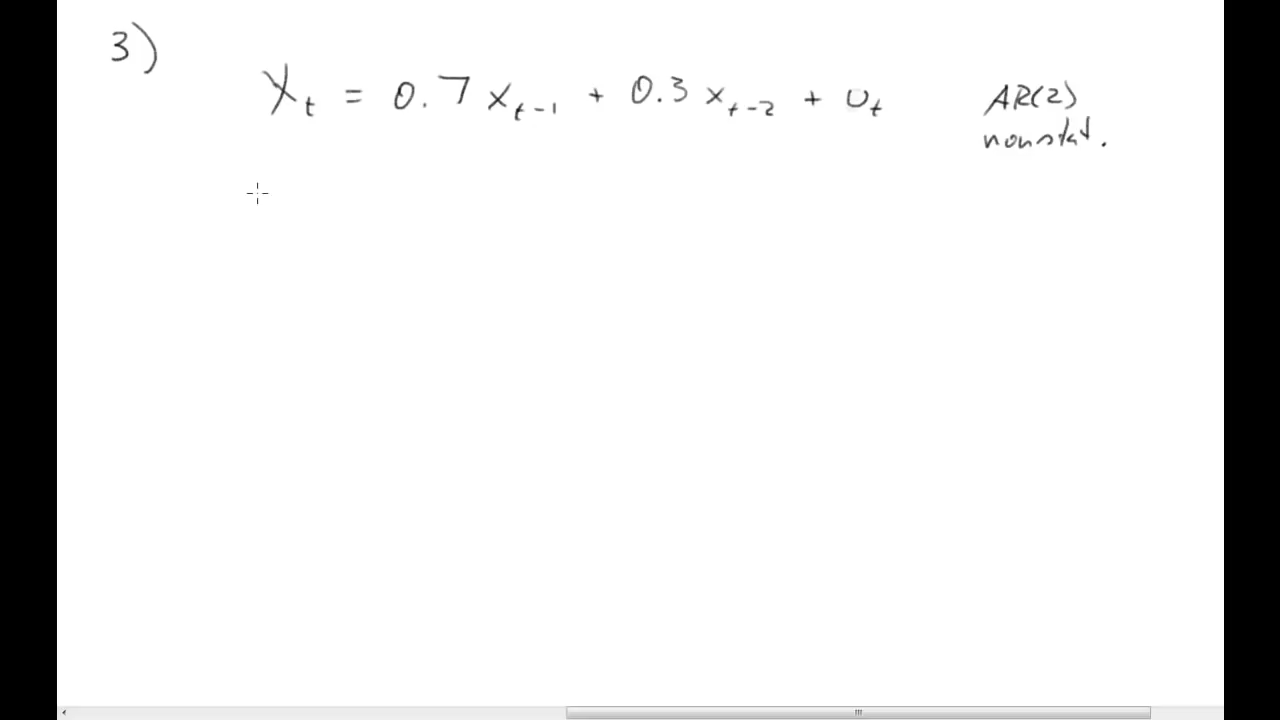 3)
X_t = 0.7 x_{t-1} + 0.3 x_{t-2} + u_t
AR(2)
nonstat.